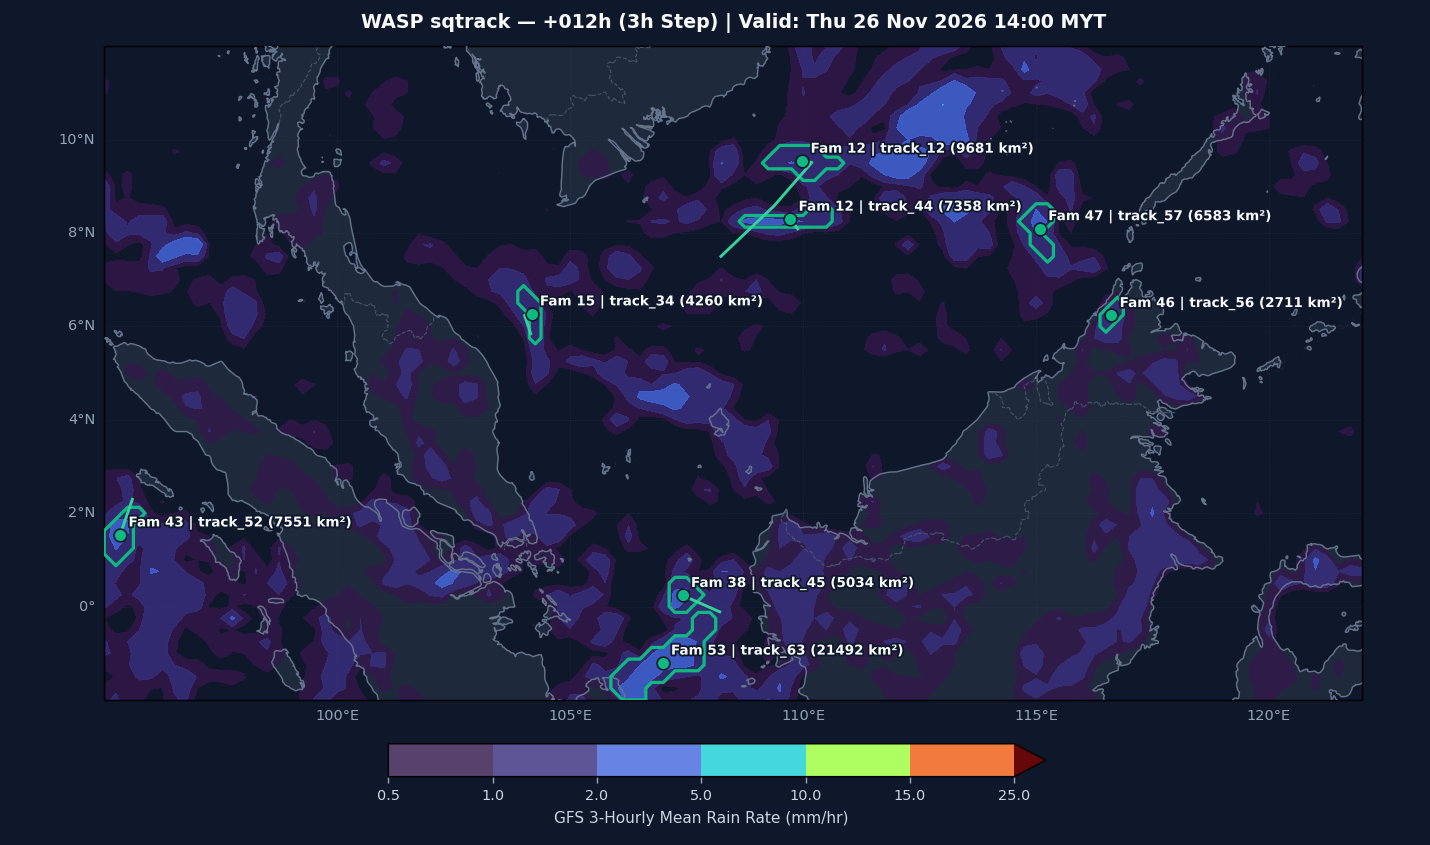 WASP sqtrack — +012h (3h Step) | Valid: Thu 26 Nov 2026 14:00 MYT
10°N
8°N
6°N
4°N
2°N
0°
Fam 12 | track_12 (9681 km²)
Fam 12 | track_44 (7358 km²)
Fam 47 | track_57 (6583 km²)
Fam 15 | track_34 (4260 km²)
Fam 46 | track_56 (2711 km²)
Fam 43 | track_52 (7551 km²)
Fam 38 | track_45 (5034 km²)
Fam 53 | track_63 (21492 km²)
100°E
105°E
110°E
115°E
120°E
0.5
1.0
2.0
5.0
10.0
15.0
25.0
GFS 3-Hourly Mean Rain Rate (mm/hr)